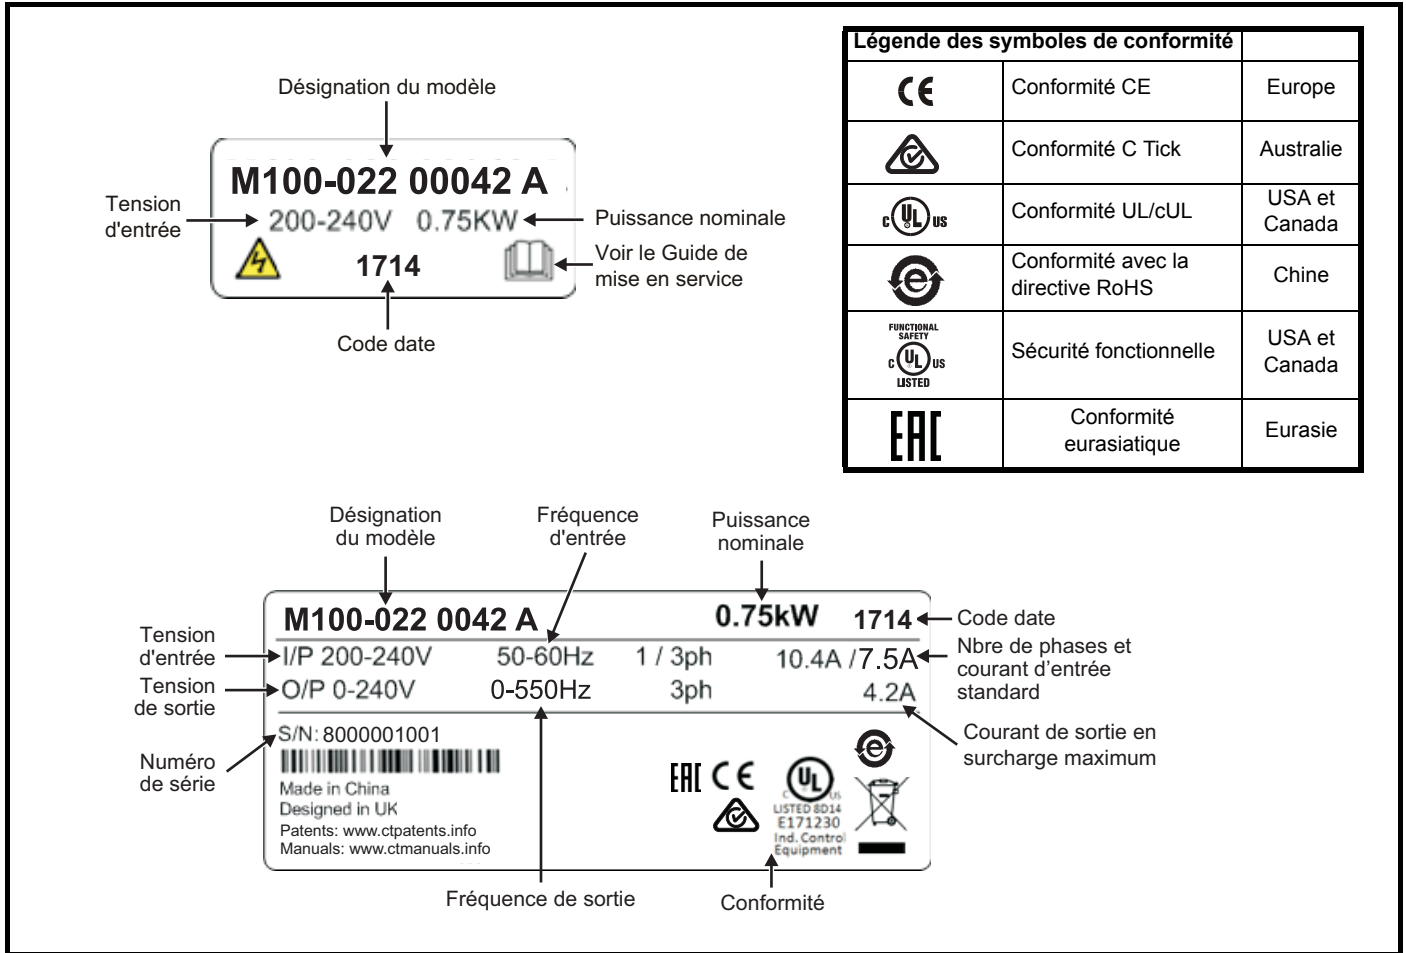 Désignation du modèle
M100-022 00042 A
Tension
d'entrée
200-240V 0.75KW
Puissance nominale
Voir le Guide de
mise en service
1714
Code date
Légende des symboles de conformité
CE Conformité CE Europe
Conformité C Tick Australie
c UL us Conformité UL/cUL USA et
Canada
e Conformité avec la
directive RoHS Chine
FUNCTIONAL
SAFETY
C UL US
LISTED
Sécurité fonctionnelle USA et
Canada
EAC Conformité
eurasiatique Eurasie
Désignation
du modèle
Fréquence
d'entrée
Puissance
nominale
M100-022 0042 A 0.75kW 1714
Code date
Tension
d'entrée
I/P 200-240V 50-60Hz 1 / 3ph 10.4A /7.5A
Nbre de phases et
courant d’entrée
standard
Tension
de sortie
O/P 0-240V 0-550Hz 3ph 4.2A
Courant de sortie en
surcharge maximum
Numéro
de série
S/N: 8000001001
Made in China
Designed in UK
Patents: www.ctpatents.info
Manuals: www.ctmanuals.info
EAC CE
C UL US
LISTED 8D14
E171230
Ind. Control
Equipment
e
Fréquence de sortie
Conformité